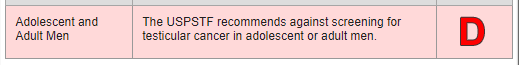 Adolescent and
Adult Men
The USPSTF recommends against screening for
testicular cancer in adolescent or adult men.
D